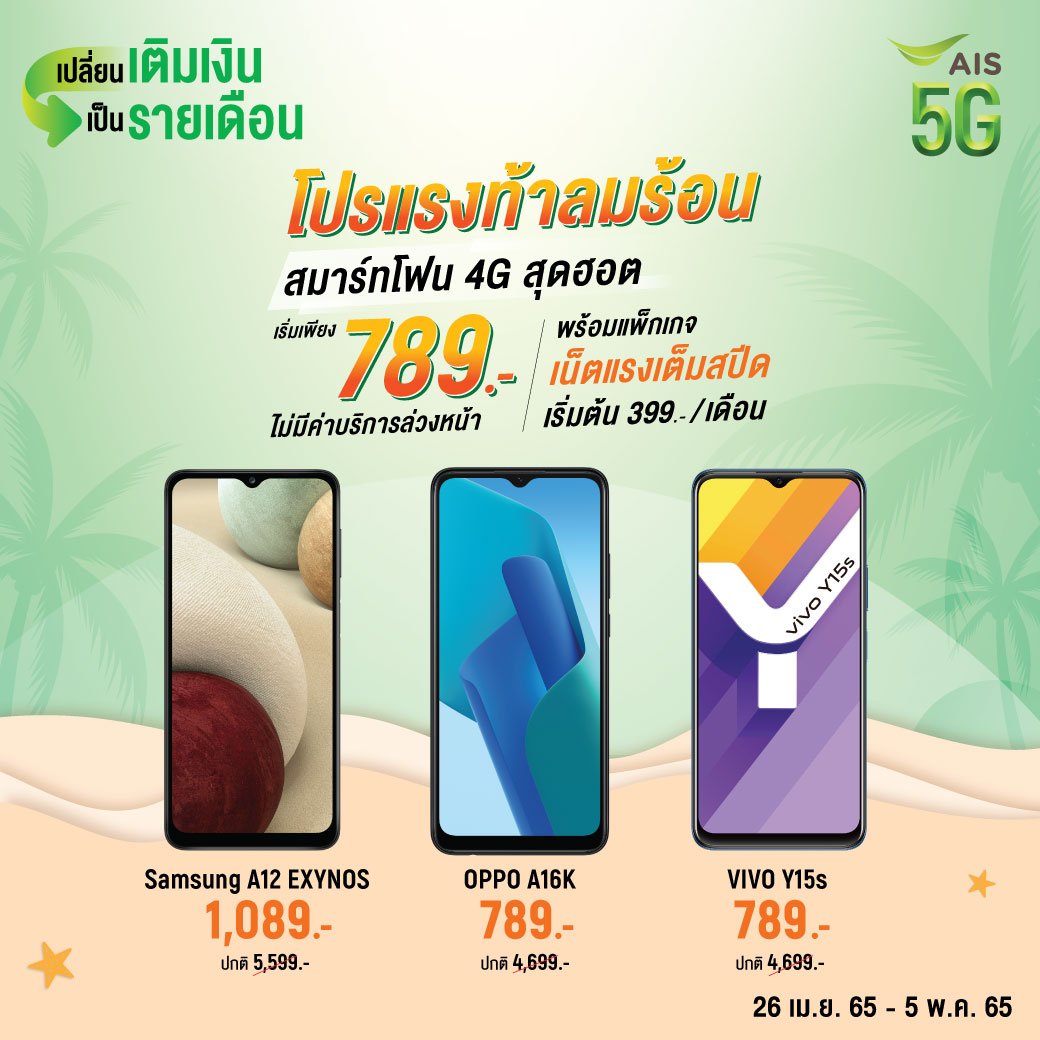 เปลี่ยนเติมเงิน
เป็นรายเดือน
AIS
5G
โปรแรงท้าลมร้อน
สมาร์ทโฟน 4G สุดฮอต
เริ่มเพียง 789.-
ไม่มีค่าบริการล่วงหน้า
พร้อมแพ็กเกจ
เน็ตแรงเต็มสปีด
เริ่มต้น 399.-/เดือน
vivo Y15s
Samsung A12 EXYNOS
1,089.-
ปกติ 5,599.-
OPPO A16K
789.-
ปกติ 4,699.-
VIVO Y15s
789.-
ปกติ 4,699.-
26 เม.ย. 65 - 5 พ.ค. 65